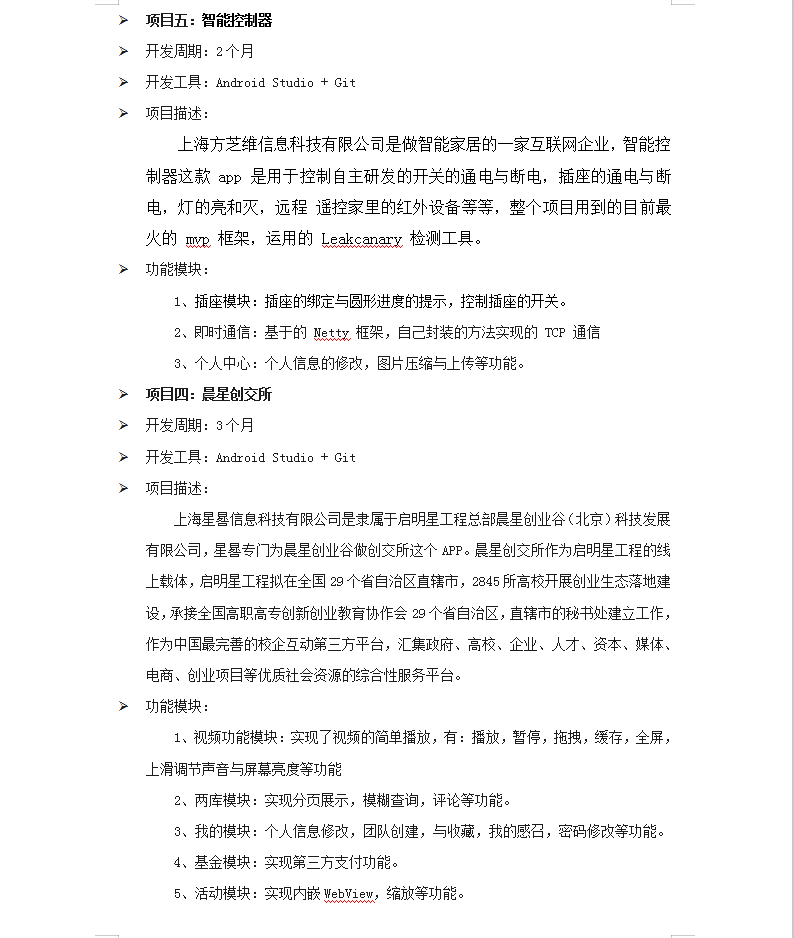 项目五：智能控制器
开发周期：2个月
开发工具：Android Studio + Git
项目描述：
上海方芝维信息科技有限公司是做智能家居的一家互联网企业，智能控
制器这款 app 是用于控制自主研发的开关的通电与断电，插座的通电与断
电，灯的亮和灭，远程 遥控家里的红外设备等等，整个项目用到的目前最
火的 mvp 框架，运用的 Leakcanary 检测工具。
功能模块：
1、插座模块：插座的绑定与圆形进度的提示，控制插座的开关。
2、即时通信：基于的 Netty 框架，自己封装的方法实现的 TCP 通信
3、个人中心：个人信息的修改，图片压缩与上传等功能。
项目四：晨星创交所
开发周期：3个月
开发工具：Android Studio + Git
项目描述：
上海星晷信息科技有限公司是隶属于启明星工程总部晨星创业谷（北京）科技发展
有限公司，星晷专门为晨星创业谷做创交所这个 APP。晨星创交所作为启明星工程的线
上载体，启明星工程拟在全国 29 个省自治区直辖市，2845 所高校开展创业生态落地建
设，承接全国高职高专创新创业教育协作会 29 个省自治区，直辖市的秘书处建立工作，
作为中国最完善的校企互动第三方平台，汇集政府、高校、企业、人才、资本、媒体、
电商、创业项目等优质社会资源的综合性服务平台。
功能模块：
1、视频功能模块：实现了视频的简单播放，有：播放，暂停，拖拽，缓存，全屏，
上滑调节声音与屏幕亮度等功能
2、两库模块：实现分页展示，模糊查询，评论等功能。
3、我的模块：个人信息修改，团队创建，与收藏，我的感召，密码修改等功能。
4、基金模块：实现第三方支付功能。
5、活动模块：实现内嵌 WebView，缩放等功能。